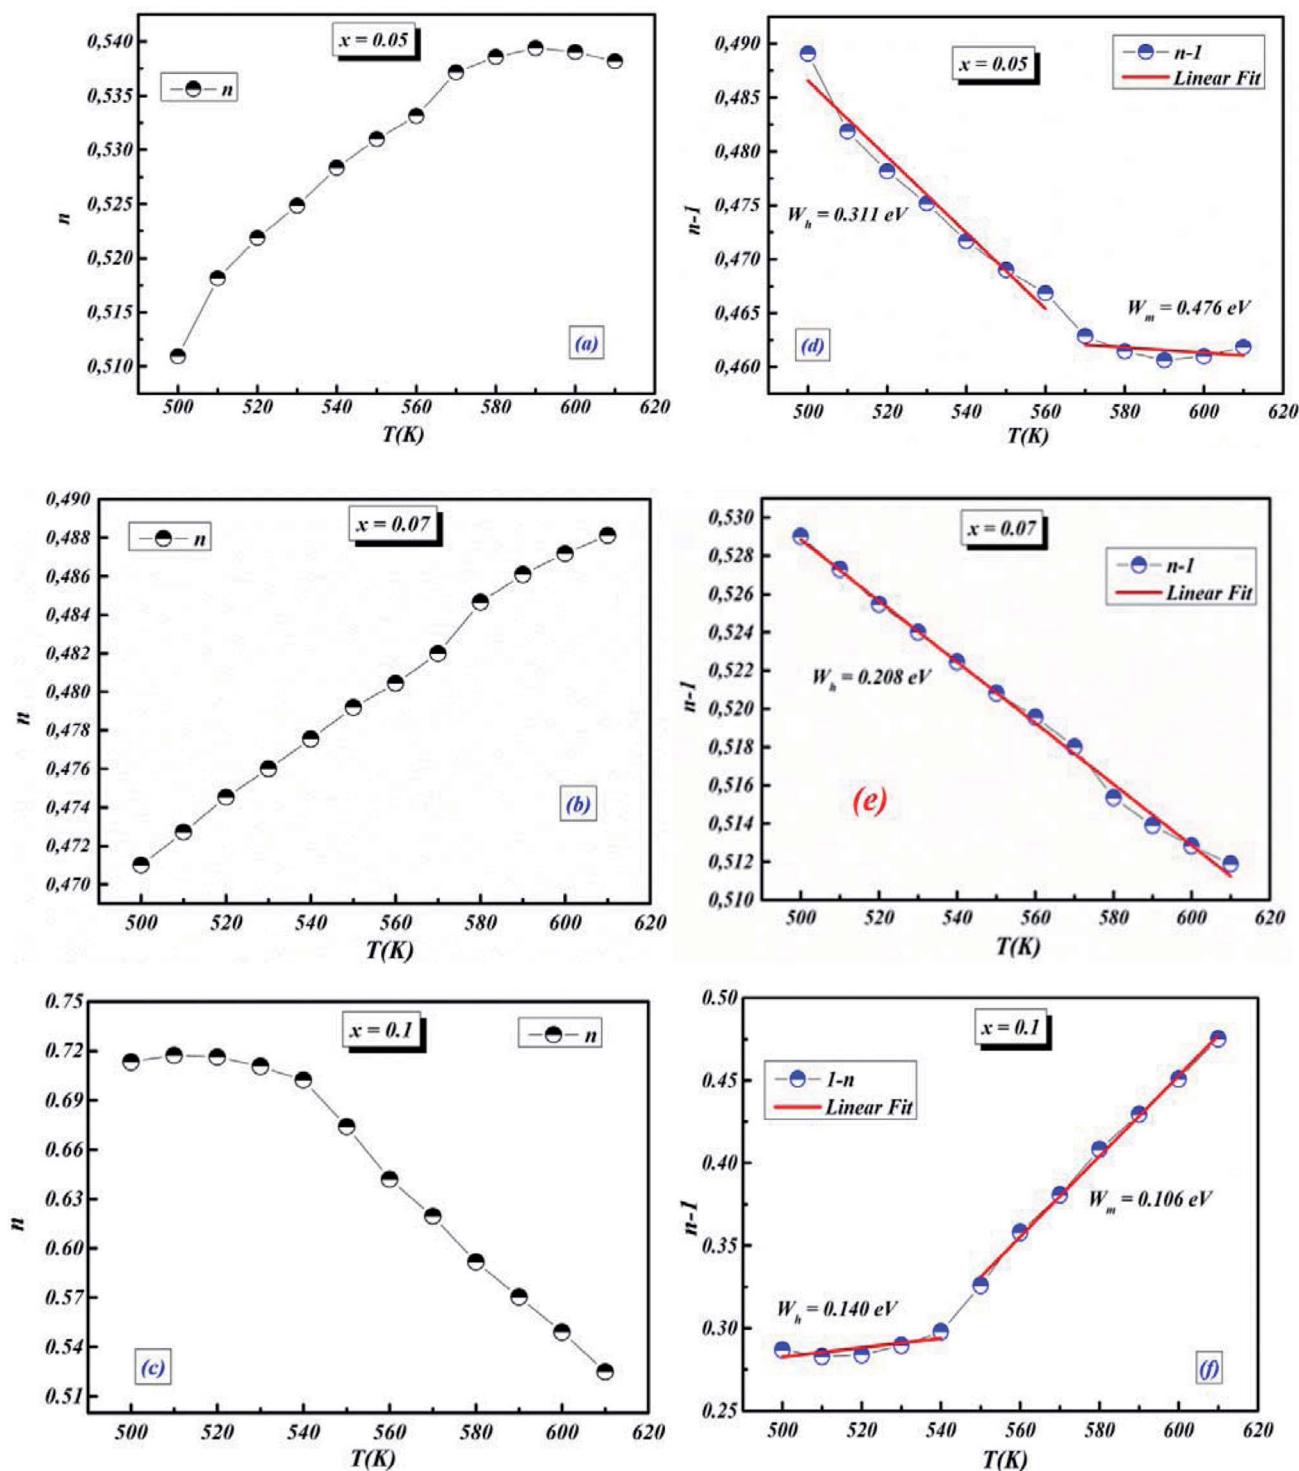 x = 0.05
n
0,540
0,535
0,530
0,525
0,520
0,515
0,510
n
(a)
500 520 540 560 580 600 620
T(K)
x = 0.05
n-1
Linear Fit
0,490
0,485
0,480
0,475
0,470
0,465
0,460
n-1
W_h = 0.311 eV
W_m = 0.476 eV
(d)
500 520 540 560 580 600 620
T(K)
x = 0.07
n
0,490
0,488
0,486
0,484
0,482
0,480
0,478
0,476
0,474
0,472
0,470
n
(b)
500 520 540 560 580 600 620
T(K)
x = 0.07
n-1
Linear Fit
0,530
0,528
0,526
0,524
0,522
0,520
0,518
0,516
0,514
0,512
0,510
n-1
W_h = 0.208 eV
(e)
500 520 540 560 580 600 620
T(K)
x = 0.1
n
0.75
0.72
0.69
0.66
0.63
0.60
0.57
0.54
0.51
n
(c)
500 520 540 560 580 600 620
T(K)
x = 0.1
1-n
Linear Fit
0.50
0.45
0.40
0.35
0.30
0.25
n-1
W_m = 0.106 eV
W_h = 0.140 eV
(f)
500 520 540 560 580 600 620
T(K)